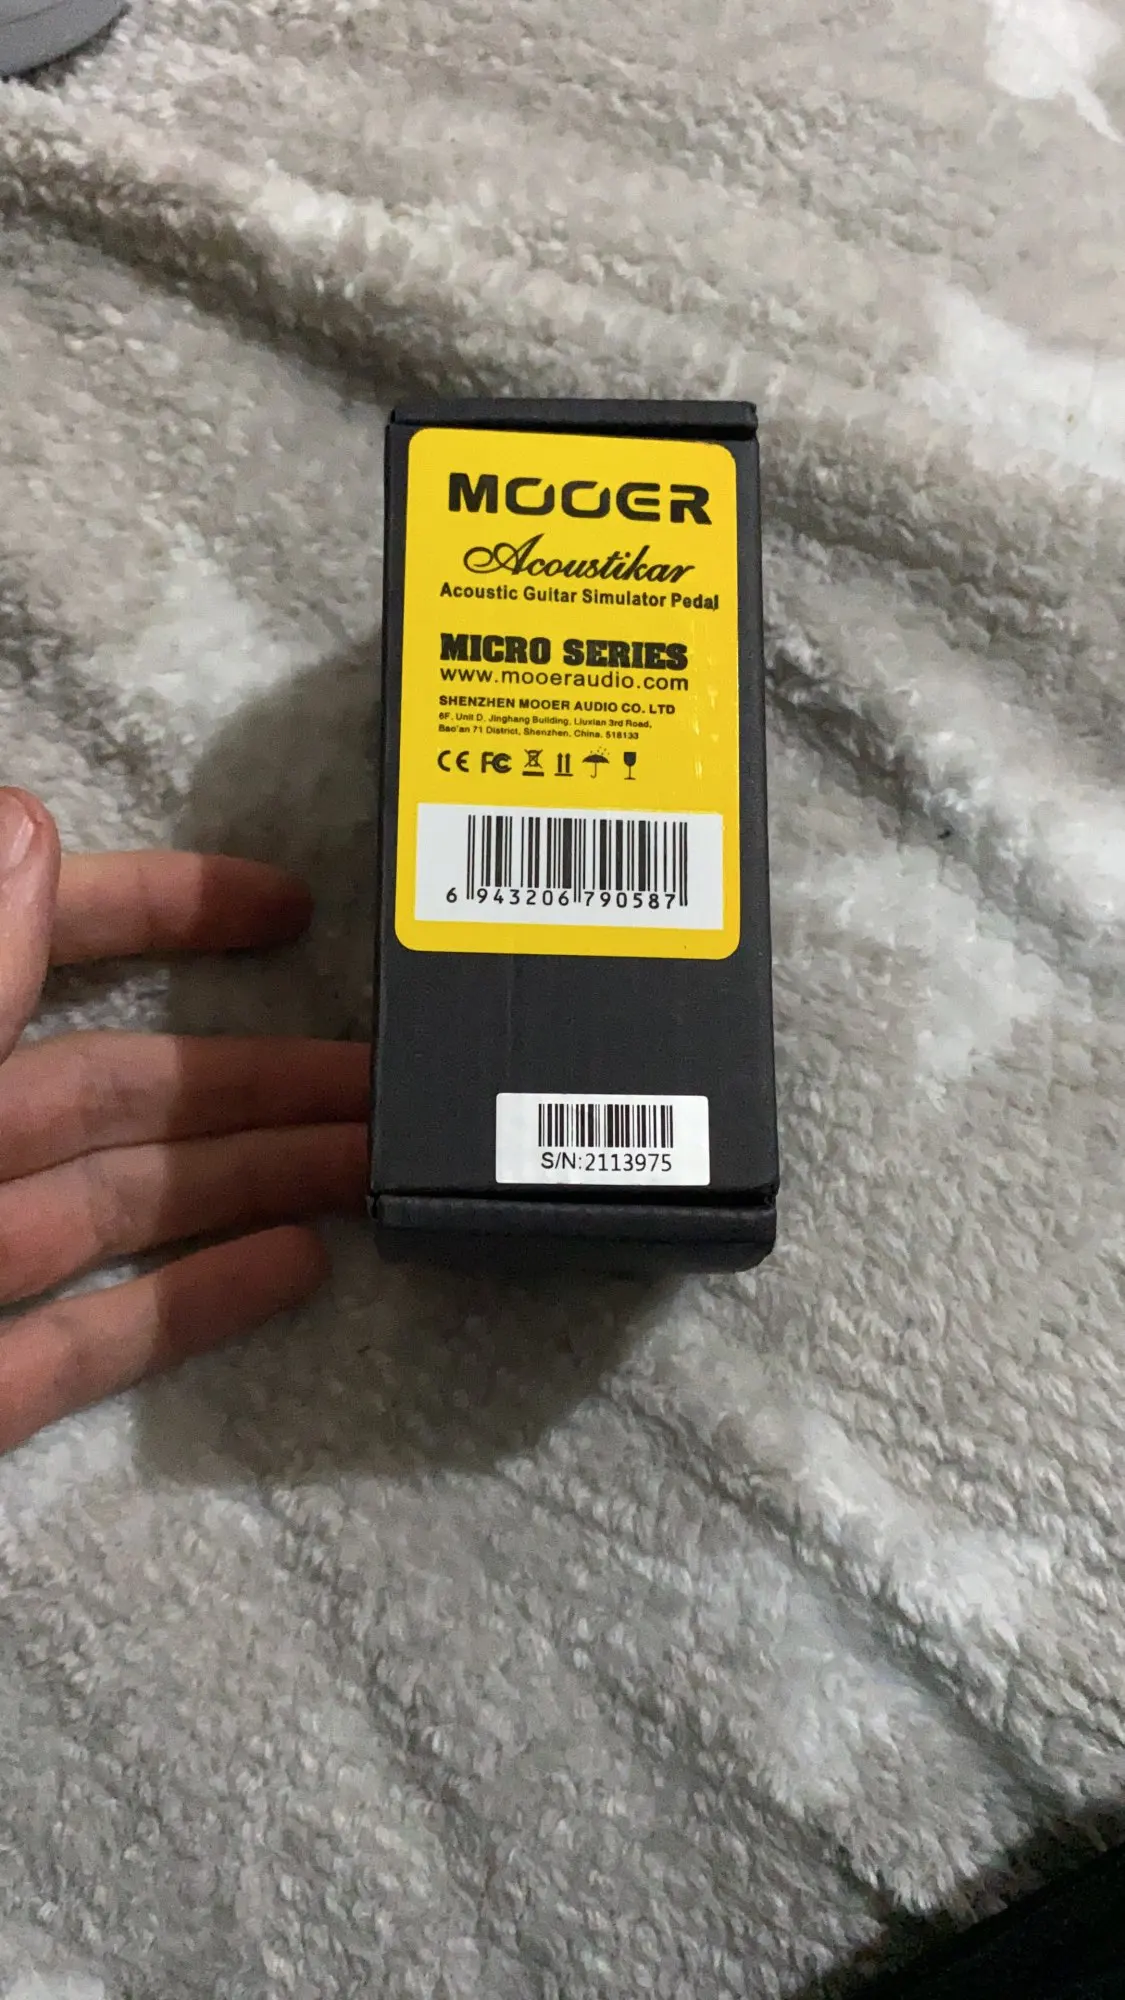 MOOER
Acoustikar
Acoustic Guitar Simulator Pedal
MICRO SERIES
www.mooeraudio.com
SHENZHEN MOOER AUDIO CO. LTD
6F, Unit D, Jinghang Building, Liuxian 3rd Road,
Bao'an 71 District, Shenzhen, China. 518133
CE FC
6 943206 790587
S/N:2113975